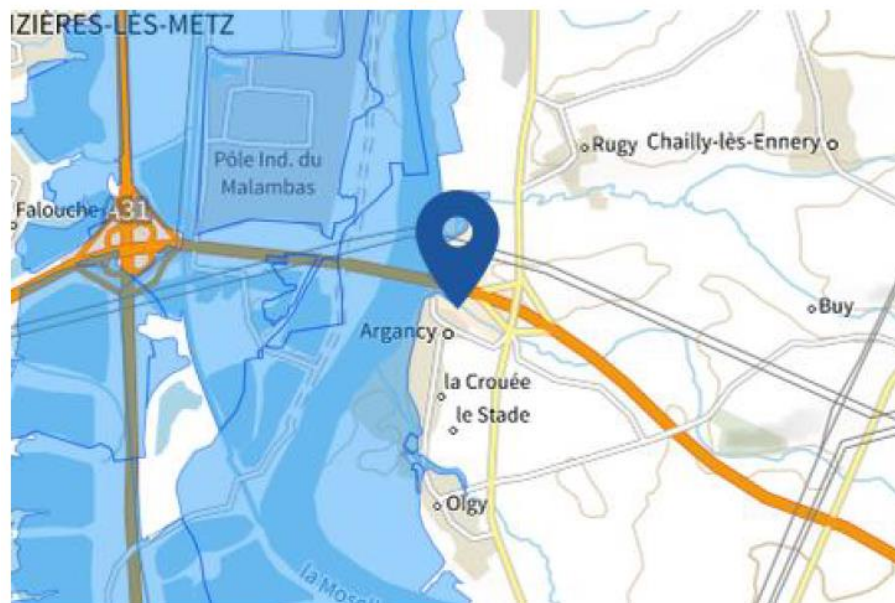 IZIÈRES-LÈS-METZ
Rugy
Chailly-lès-Ennery
Pôle Ind. du
Malambas
Falouche
A31
Buy
Argancy
la Crouée
le Stade
Olgy
la Mosell